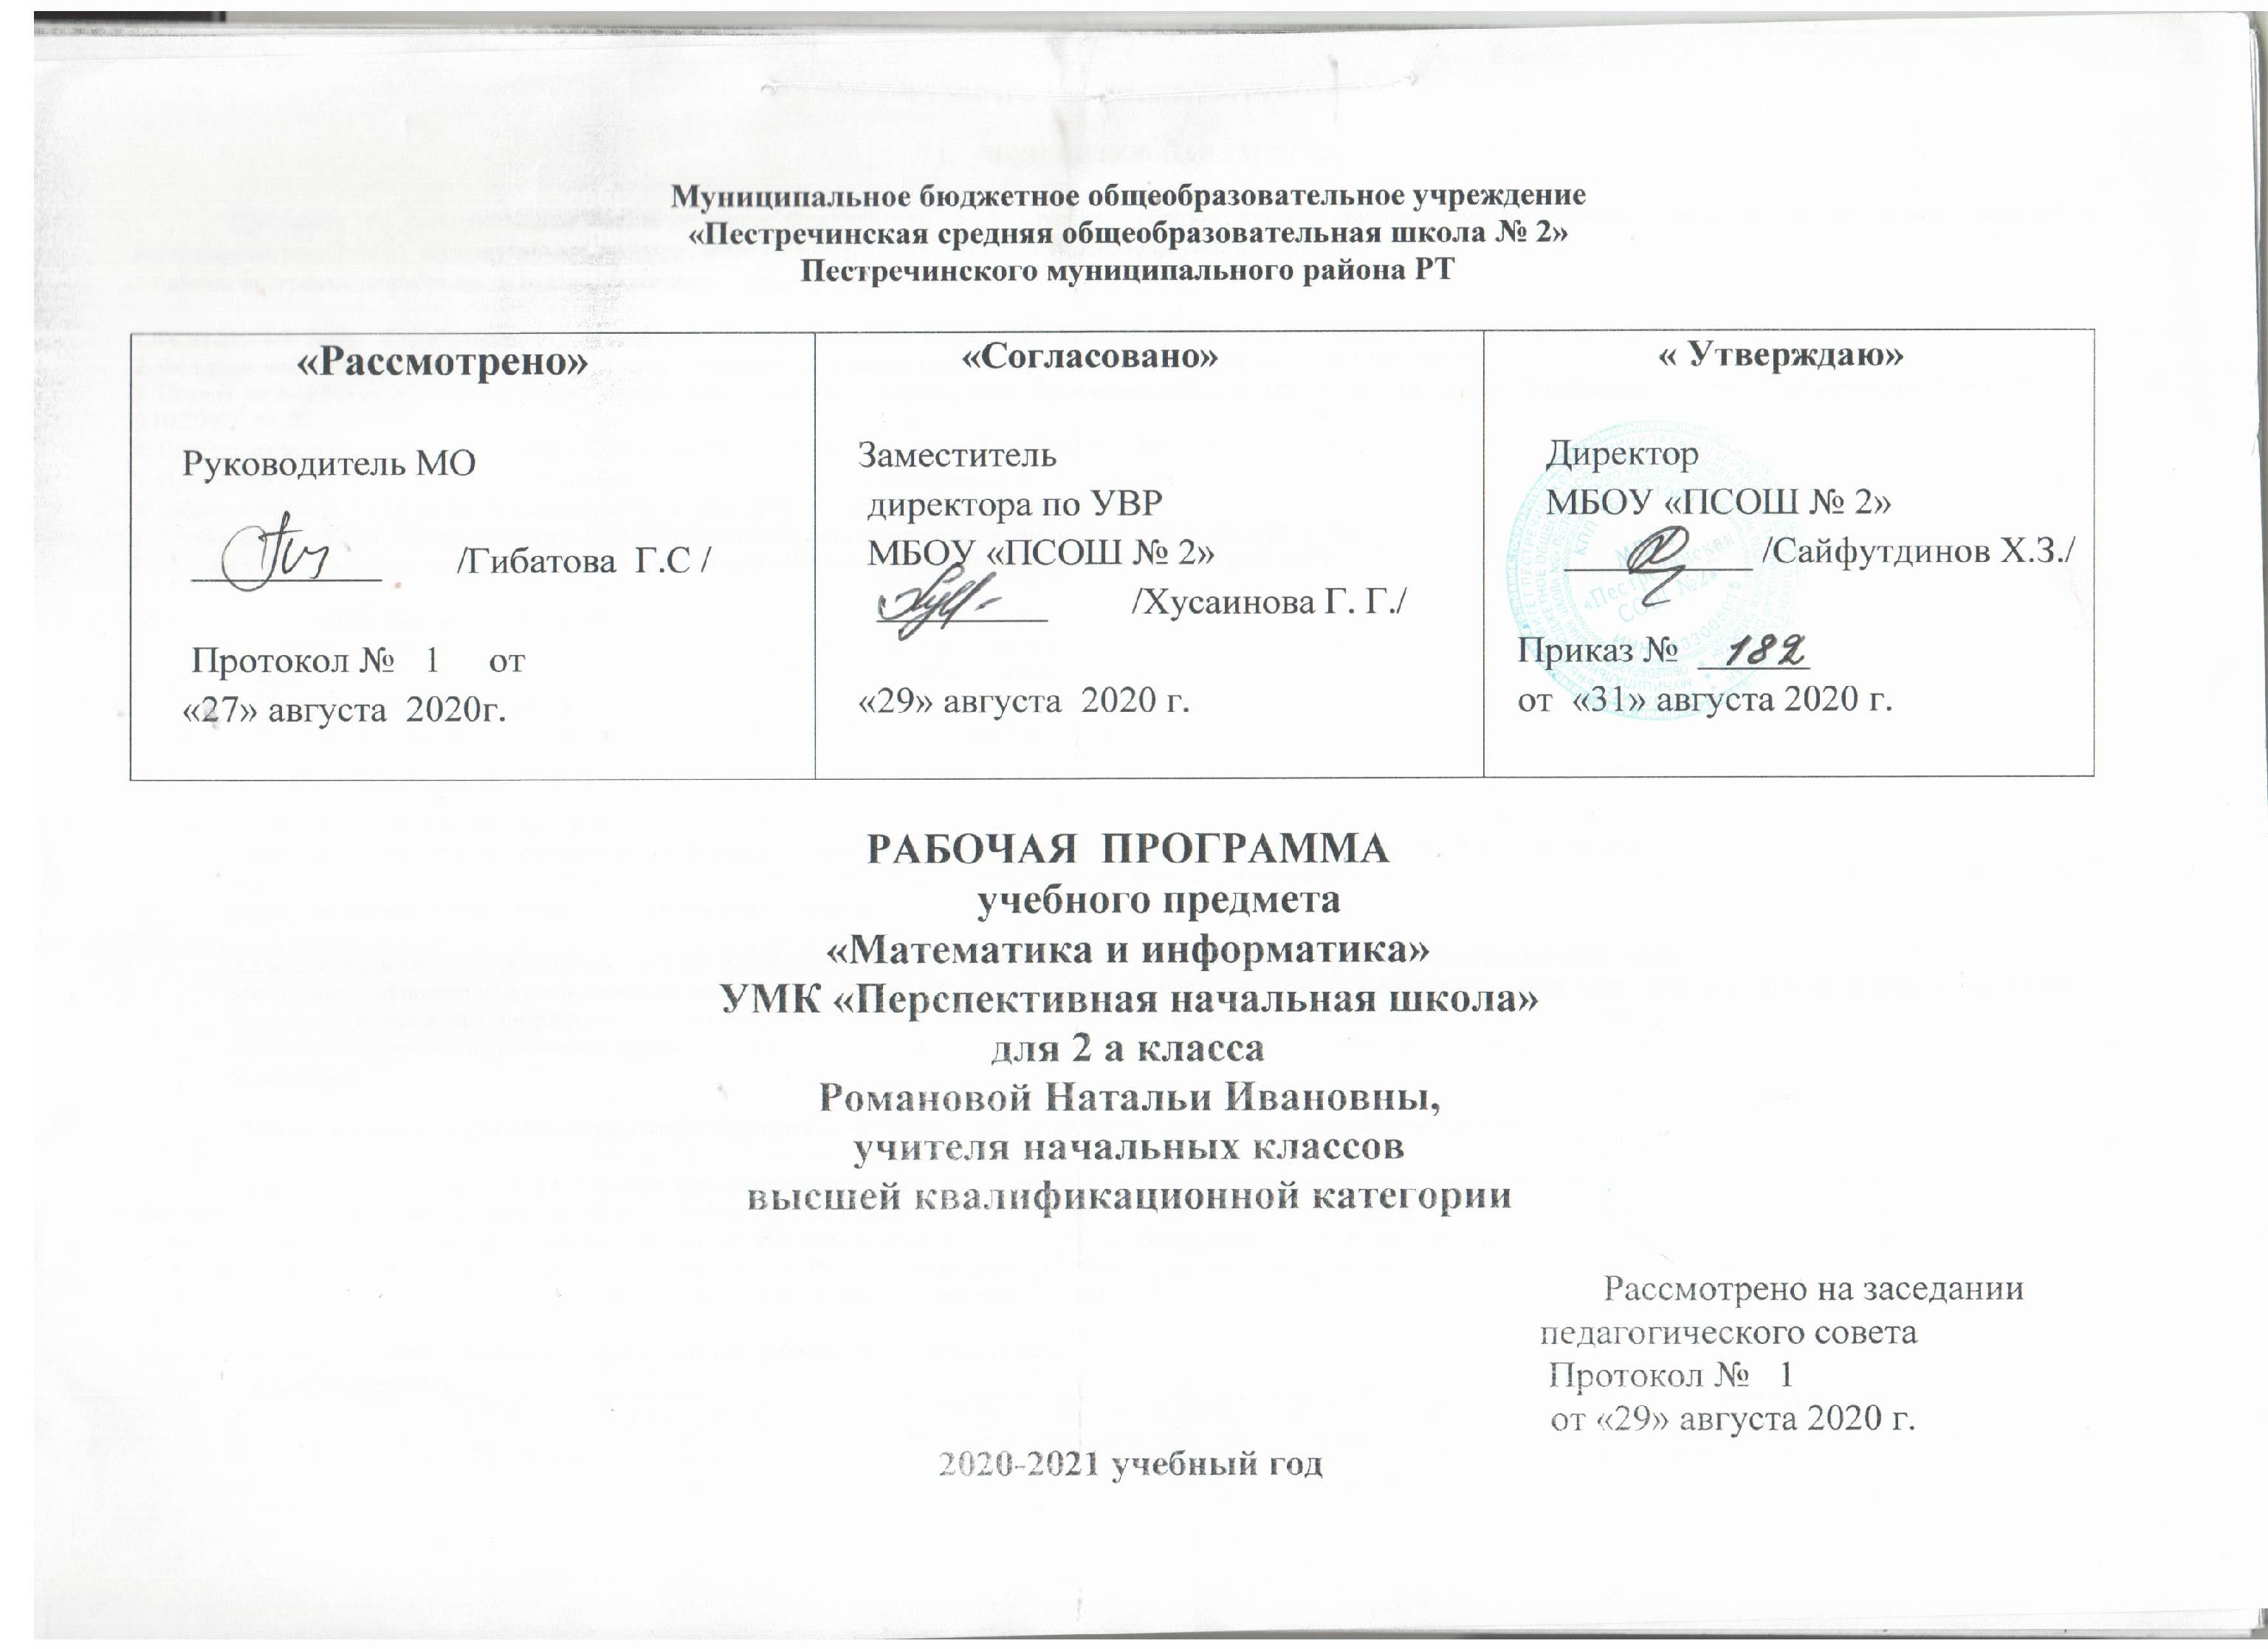 Муниципальное бюджетное общеобразовательное учреждение
«Пестречинская средняя общеобразовательная школа № 2»
Пестречинского муниципального района РТ
«Рассмотрено»
Руководитель МО
/Гибатова Г.С /
Протокол № 1 от
«27» августа 2020г.
«Согласовано»
Заместитель
директора по УВР
МБОУ «ПСОШ № 2»
/Хусаинова Г. Г./
«29» августа 2020 г.
« Утверждаю»
Директор
МБОУ «ПСОШ № 2»
/Сайфутдинов Х.З./
Приказ № 182
от «31» августа 2020 г.
РАБОЧАЯ ПРОГРАММА
учебного предмета
«Математика и информатика»
УМК «Перспективная начальная школа»
для 2 а класса
Романовой Натальи Ивановны,
учителя начальных классов
высшей квалификационной категории
Рассмотрено на заседании
педагогического совета
Протокол № 1
от «29» августа 2020 г.
2020-2021 учебный год